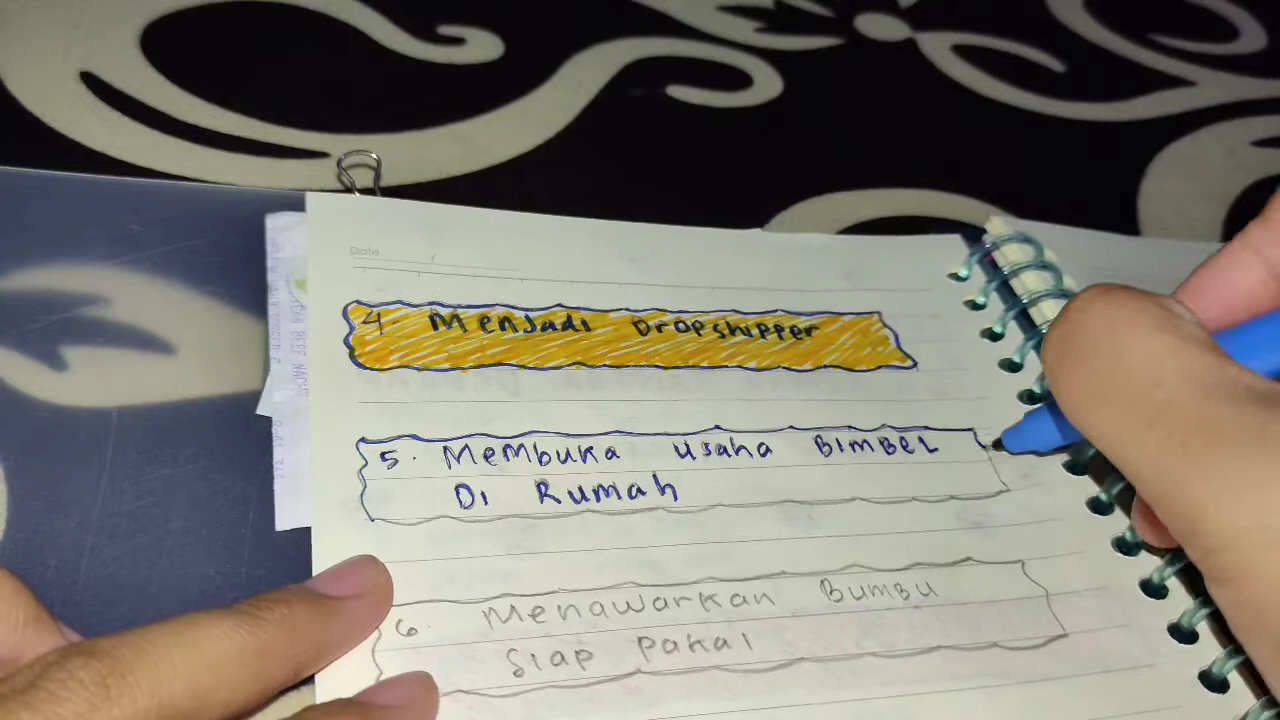 Date
4. Menjadi Dropshipper
5. Membuka usaha BIMBEL
Di Rumah
6. Menawarkan Bumbu
Siap pakai